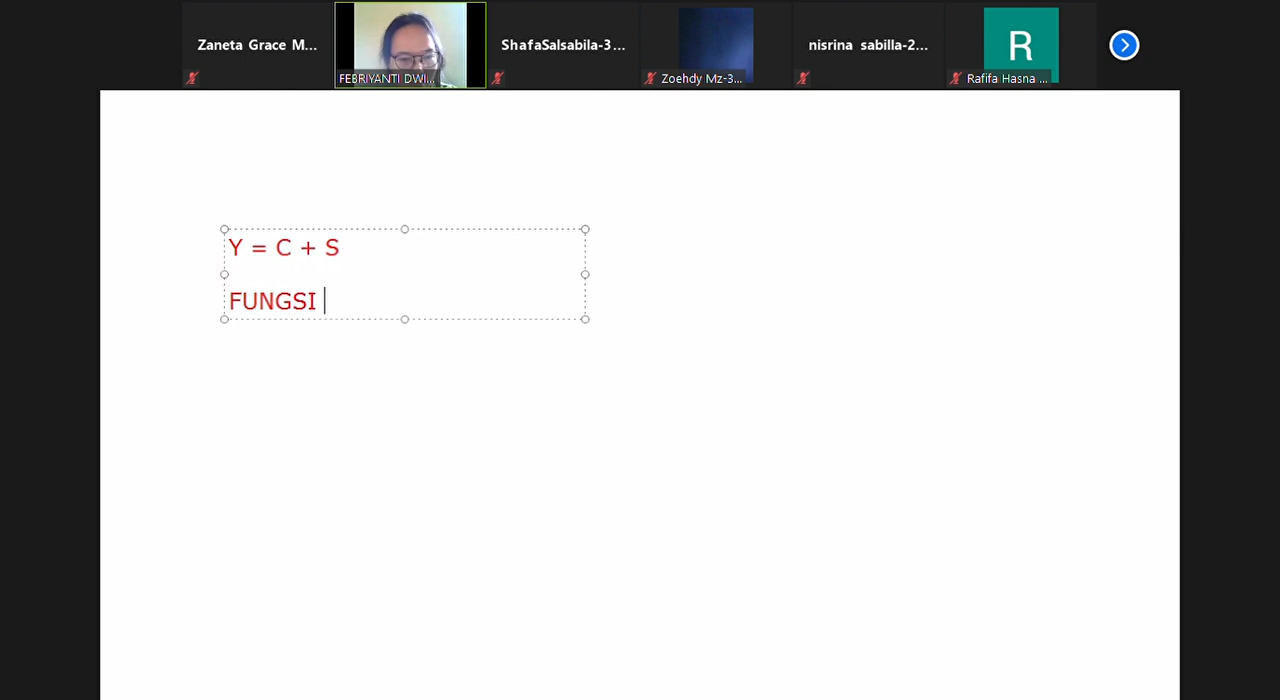 Zaneta Grace M...
FEBRIYANTI DWI...
ShafaSalsabila-3...
Zoehdy Mz-3...
nisrina sabilla-2...
R
Rafifa Hasna ...
Y = C + S
FUNGSI